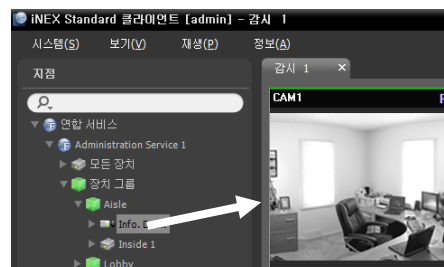 iNEX Standard 클라이언트 [admin] - 감시 1
시스템(S) 보기(V) 재생(P) 정보(A)
지점
감시 1 ×
CAM1
연합 서비스
Administration Service 1
모든 장치
장치 그룹
Aisle
Info.
Inside 1
Lobby